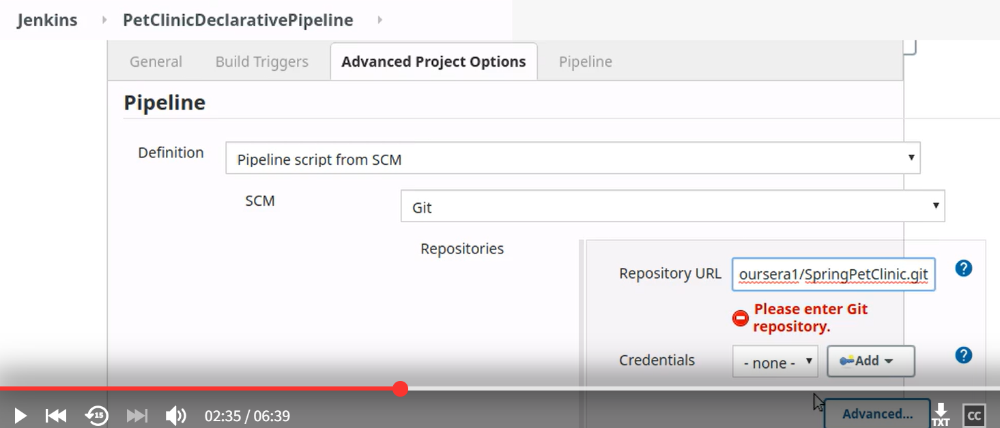 Jenkins PetClinicDeclarativePipeline
General Build Triggers Advanced Project Options Pipeline
Pipeline
Definition Pipeline script from SCM
SCM Git
Repositories
Repository URL oursera1/SpringPetClinic.git
Please enter Git
repository.
Credentials - none - Add
Advanced...
15 02:35 / 06:39 TXT CC